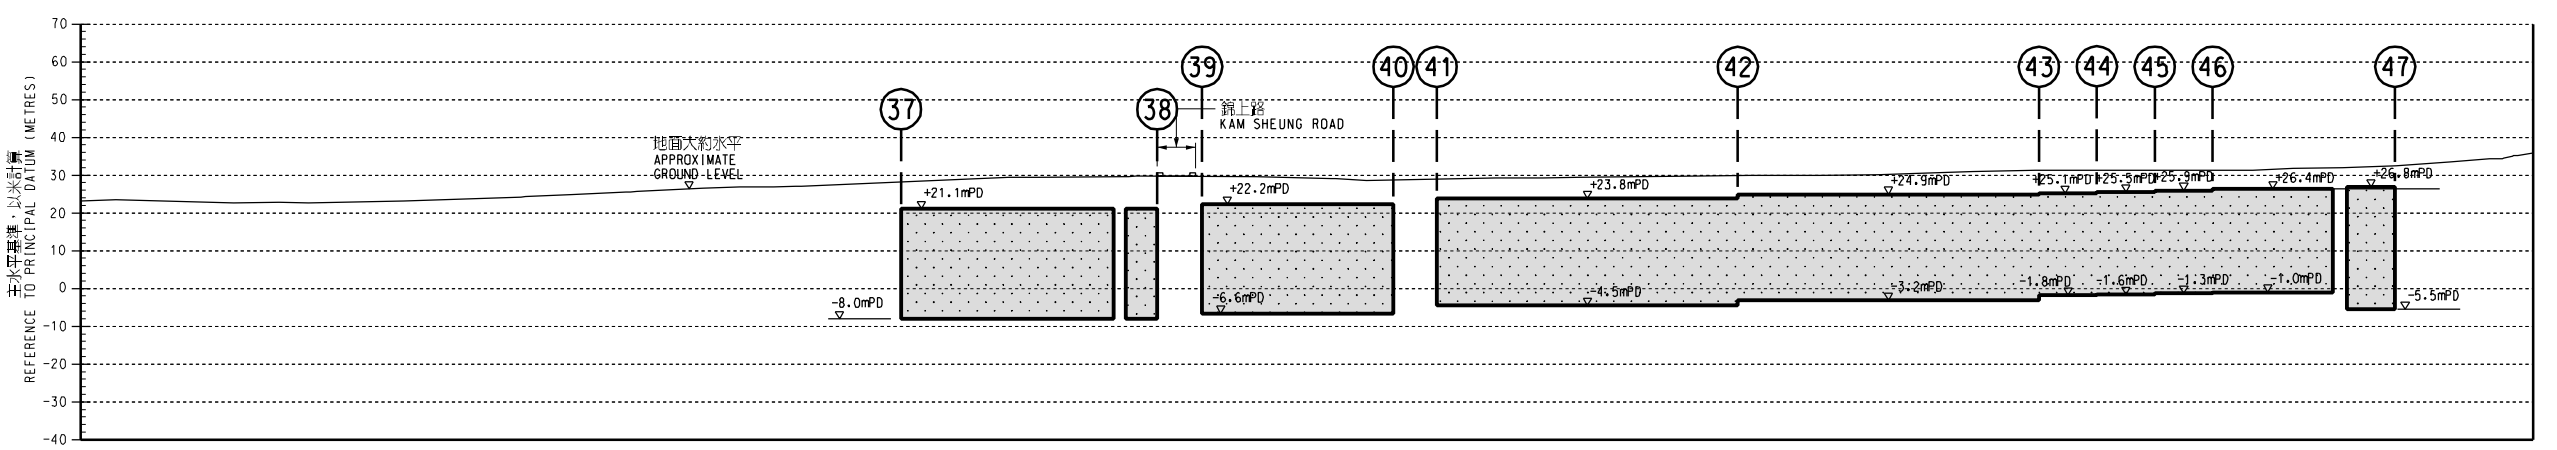 主水平基準，以米計算
REFERENCE TO PRINCIPAL DATUM (METRES)
70
60
50
40
30
20
10
0
-10
-20
-30
-40
地面大約水平
APPROXIMATE
GROUND LEVEL
37
38
39
40
41
42
43
44
45
46
47
錦上路
KAM SHEUNG ROAD
+21.1mPD
+22.2mPD
+23.8mPD
+24.9mPD
+25.1mPD
+25.5mPD
+25.9mPD
+26.4mPD
+26.8mPD
-8.0mPD
-6.6mPD
-4.5mPD
-3.2mPD
-1.8mPD
-1.6mPD
-1.3mPD
-1.0mPD
-5.5mPD